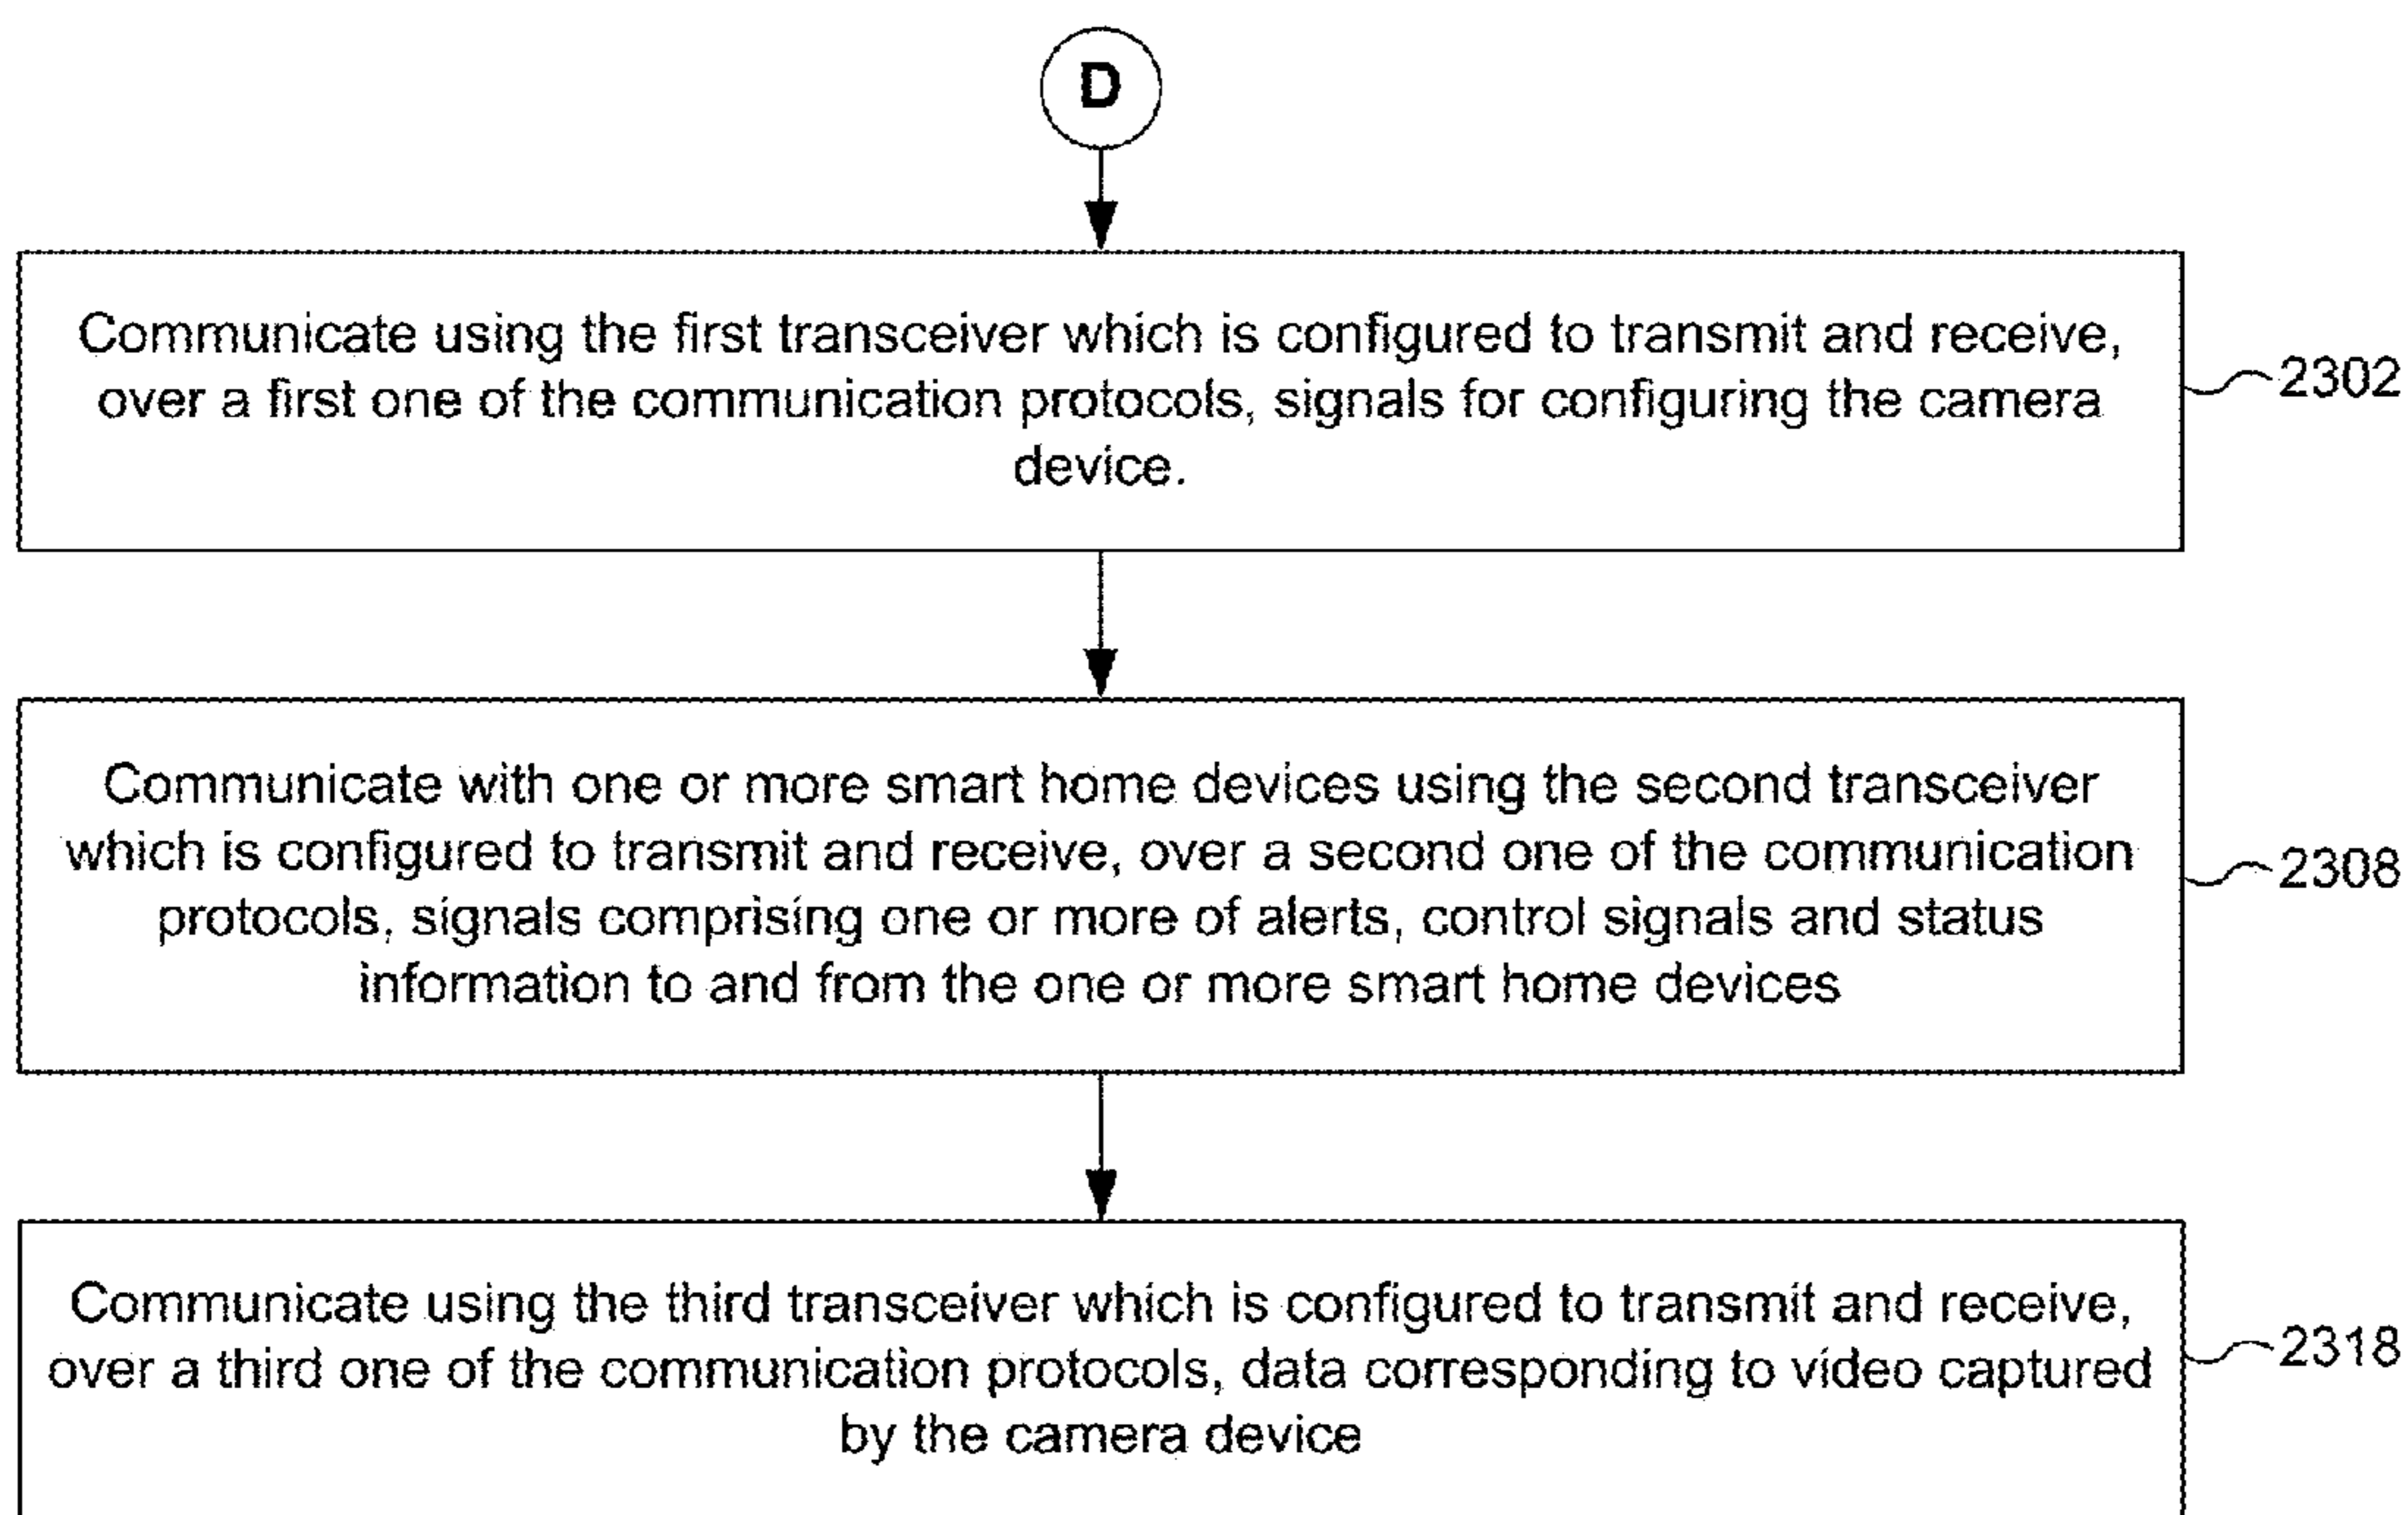 D
Communicate using the first transceiver which is configured to transmit and receive,
over a first one of the communication protocols, signals for configuring the camera
device.
2302
Communicate with one or more smart home devices using the second transceiver
which is configured to transmit and receive, over a second one of the communication
protocols, signals comprising one or more of alerts, control signals and status
information to and from the one or more smart home devices
2308
Communicate using the third transceiver which is configured to transmit and receive,
over a third one of the communication protocols, data corresponding to video captured
by the camera device
2318